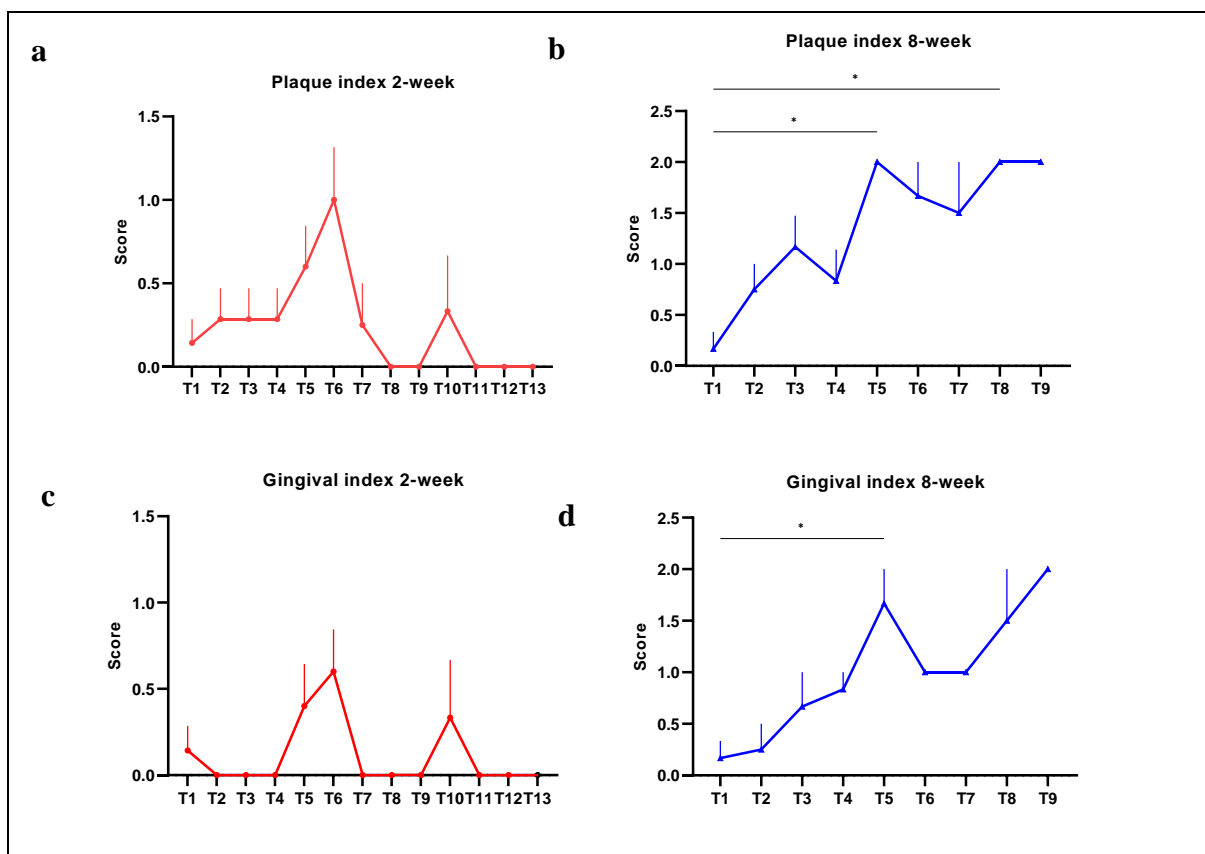 a
Plaque index 2-week
Score
1.5
1.0
0.5
0.0
T1 T2 T3 T4 T5 T6 T7 T8 T9 T10 T11 T12 T13
b
Plaque index 8-week
*
*
Score
2.5
2.0
1.5
1.0
0.5
0.0
T1 T2 T3 T4 T5 T6 T7 T8 T9
c
Gingival index 2-week
Score
1.5
1.0
0.5
0.0
T1 T2 T3 T4 T5 T6 T7 T8 T9 T10 T11 T12 T13
d
Gingival index 8-week
*
Score
2.5
2.0
1.5
1.0
0.5
0.0
T1 T2 T3 T4 T5 T6 T7 T8 T9